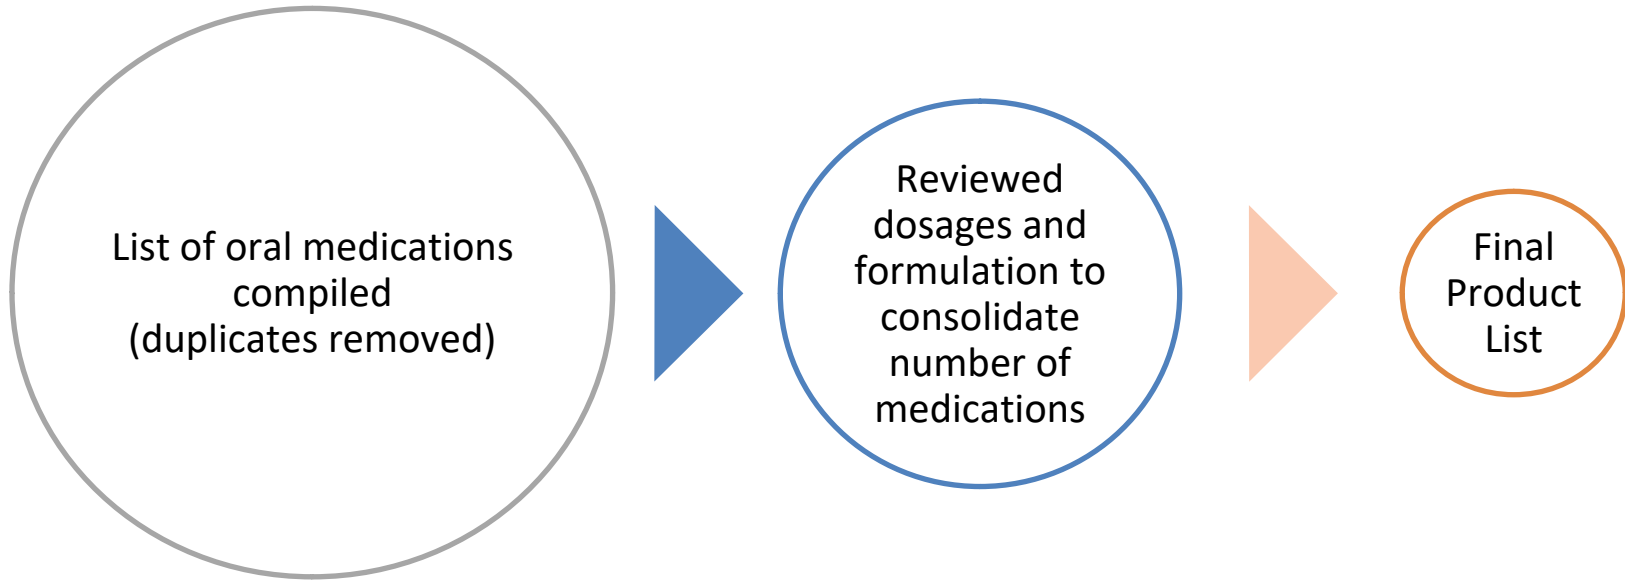 List of oral medications
compiled
(duplicates removed)
Reviewed
dosages and
formulation to
consolidate
number of
medications
Final
Product
List